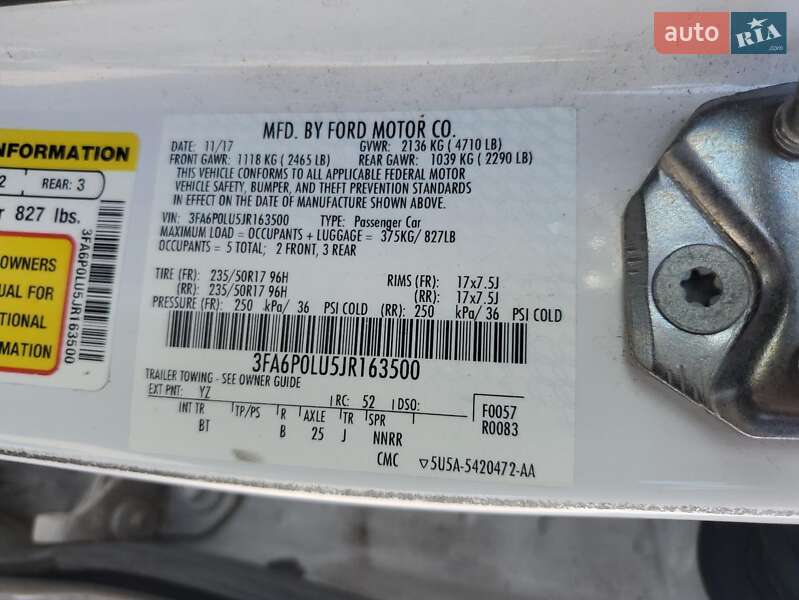 auto RIA
NFORMATION
2 REAR: 3
r 827 lbs.
OWNERS
UAL FOR
TIONAL
RMATION
3FA6P0LU5JR163500
MFD. BY FORD MOTOR CO.
DATE: 11/17 GVWR: 2136 KG ( 4710 LB)
FRONT GAWR: 1118 KG ( 2465 LB) REAR GAWR: 1039 KG ( 2290 LB)
THIS VEHICLE CONFORMS TO ALL APPLICABLE FEDERAL MOTOR
VEHICLE SAFETY, BUMPER, AND THEFT PREVENTION STANDARDS
IN EFFECT ON THE DATE OF MANUFACTURE SHOWN ABOVE.
VIN: 3FA6P0LU5JR163500 TYPE: Passenger Car
MAXIMUM LOAD = OCCUPANTS + LUGGAGE = 375KG/ 827LB
OCCUPANTS = 5 TOTAL; 2 FRONT, 3 REAR
TIRE (FR): 235/50R17 96H RIMS (FR): 17x7.5J
(RR): 235/50R17 96H (RR): 17x7.5J
PRESSURE (FR): 250 kPa/ 36 PSI COLD (RR): 250 kPa/ 36 PSI COLD
3FA6P0LU5JR163500
TRAILER TOWING - SEE OWNER GUIDE
EXT PNT: YZ RC: 52 DSO: F0057
INT TR TP/PS R AXLE TR SPR R0083
BT B 25 J NNRR
CMC ▽5U5A-5420472-AA